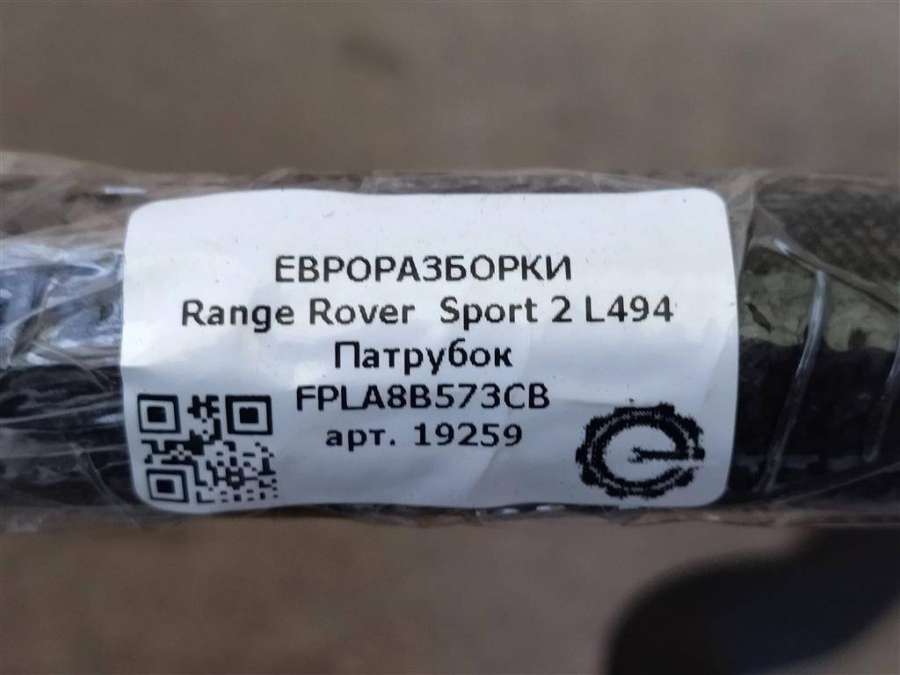 ЕВРОРАЗБОРКИ
Range Rover Sport 2 L494
Патрубок
FPLA8B573CB
арт. 19259